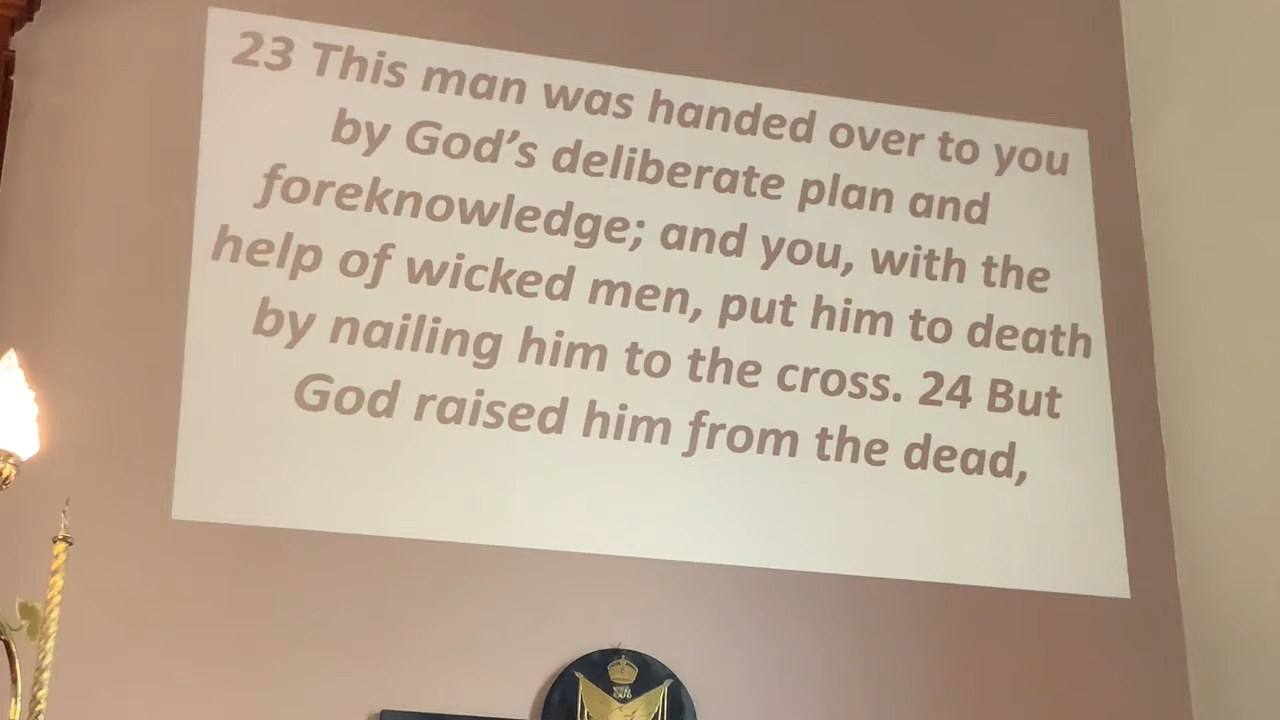 23 This man was handed over to you
by God’s deliberate plan and
foreknowledge; and you, with the
help of wicked men, put him to death
by nailing him to the cross. 24 But
God raised him from the dead,